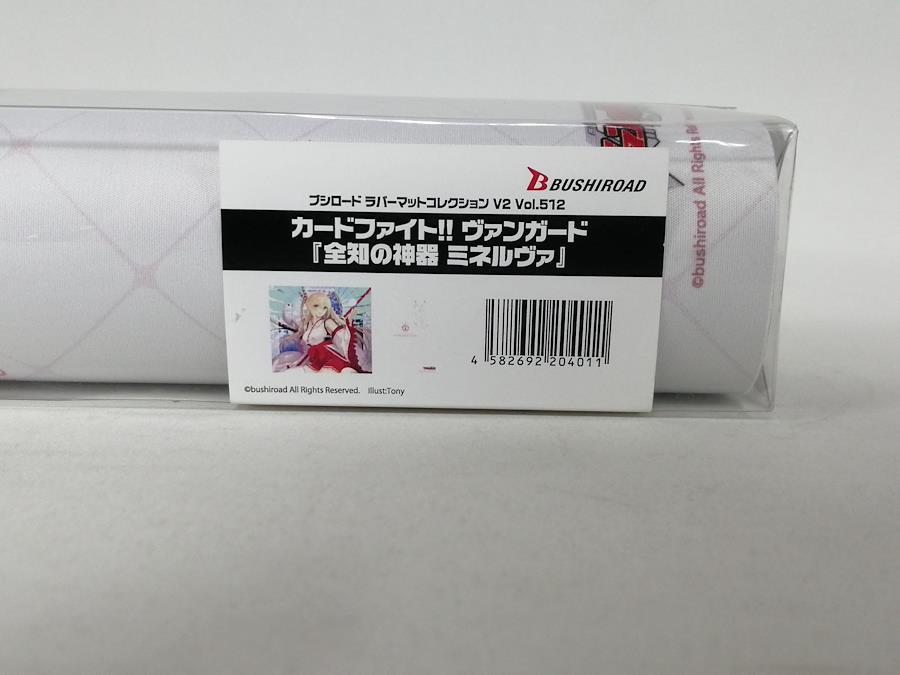 BUSHIROAD
ブシロード ラバーマットコレクション V2 Vol.512
カードファイト!! ヴァンガード
『全知の神器 ミネルヴァ』
4 582692 204011
©bushiroad All Rights Reserved. Illust:Tony
©bushiroad All Rights